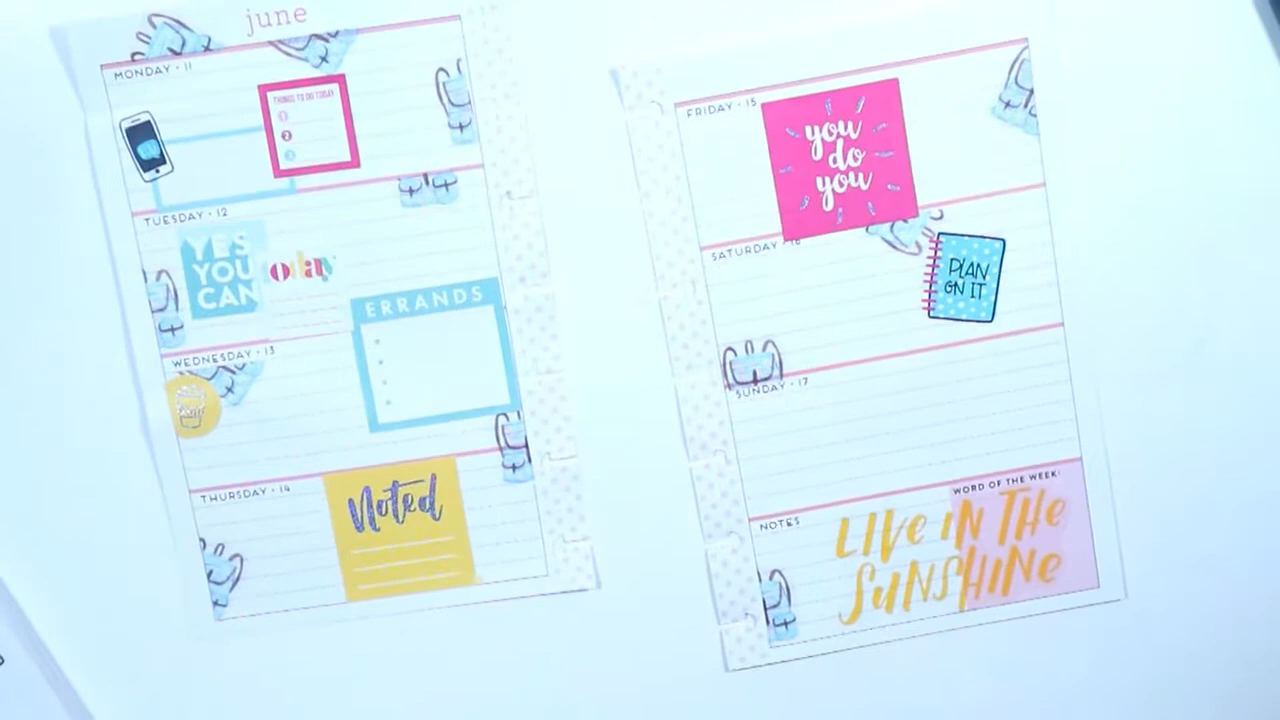 june
MONDAY • 11
THINGS TO DO TODAY
1
2
3
TUESDAY • 12
YES
YOU
CAN
today
ERRANDS
WEDNESDAY • 13
THURSDAY • 14
Noted
FRIDAY • 15
you
do
you
SATURDAY • 16
PLAN
ON IT
SUNDAY • 17
NOTES
WORD OF THE WEEK:
LIVE IN THE
SUNSHINE